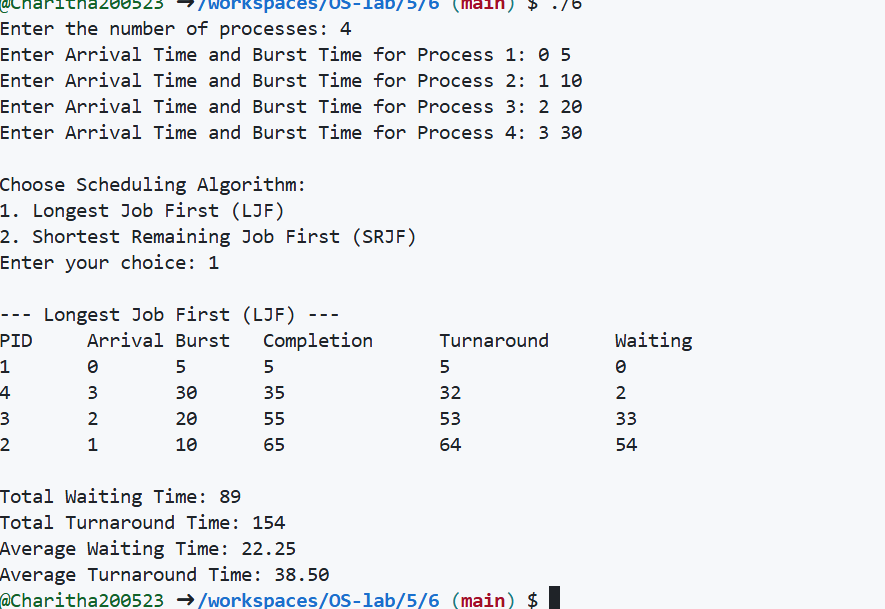 @Charitha200523 → /workspaces/OS-lab/5/6 (main) $ ./6
Enter the number of processes: 4
Enter Arrival Time and Burst Time for Process 1: 0 5
Enter Arrival Time and Burst Time for Process 2: 1 10
Enter Arrival Time and Burst Time for Process 3: 2 20
Enter Arrival Time and Burst Time for Process 4: 3 30
Choose Scheduling Algorithm:
1. Longest Job First (LJF)
2. Shortest Remaining Job First (SRJF)
Enter your choice: 1
--- Longest Job First (LJF) ---
PID Arrival Burst Completion Turnaround Waiting
1 0 5 5 5 0
4 3 30 35 32 2
3 2 20 55 53 33
2 1 10 65 64 54
Total Waiting Time: 89
Total Turnaround Time: 154
Average Waiting Time: 22.25
Average Turnaround Time: 38.50
@Charitha200523 → /workspaces/OS-lab/5/6 (main) $